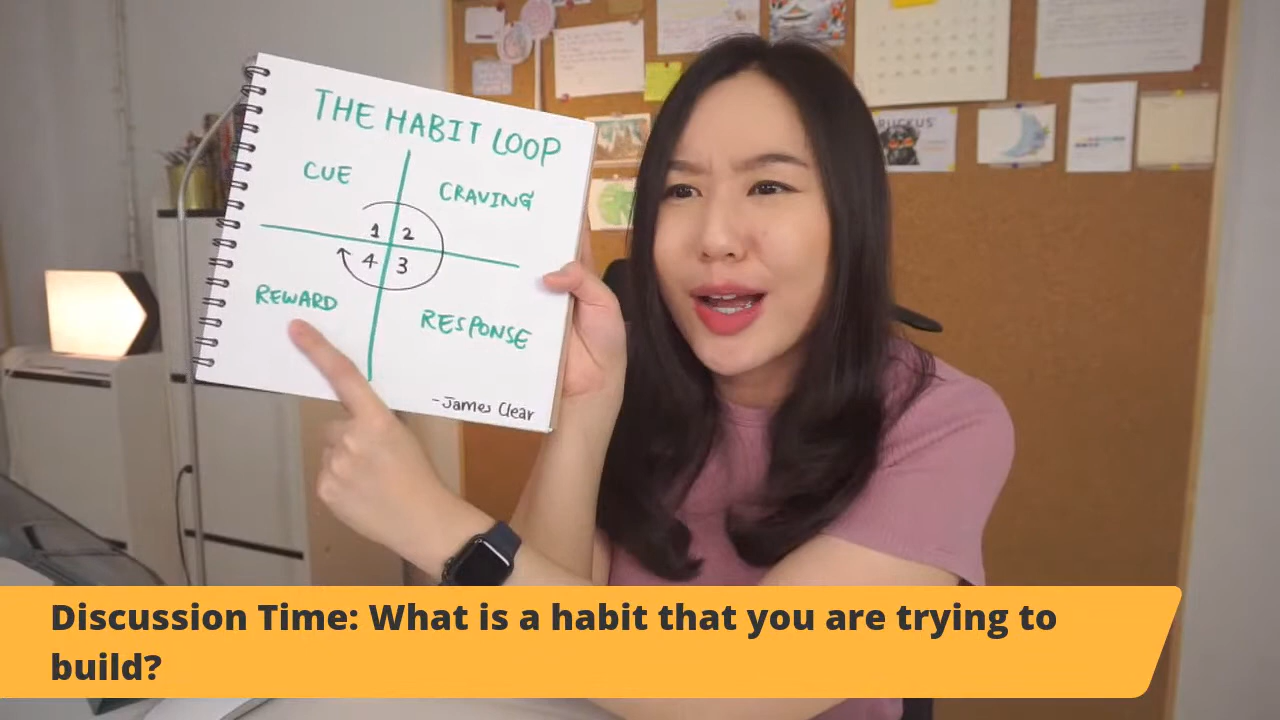 THE HABIT LOOP
CUE
CRAVING
1
2
4
3
REWARD
RESPONSE
-James Clear
RUCKUS
Discussion Time: What is a habit that you are trying to
build?